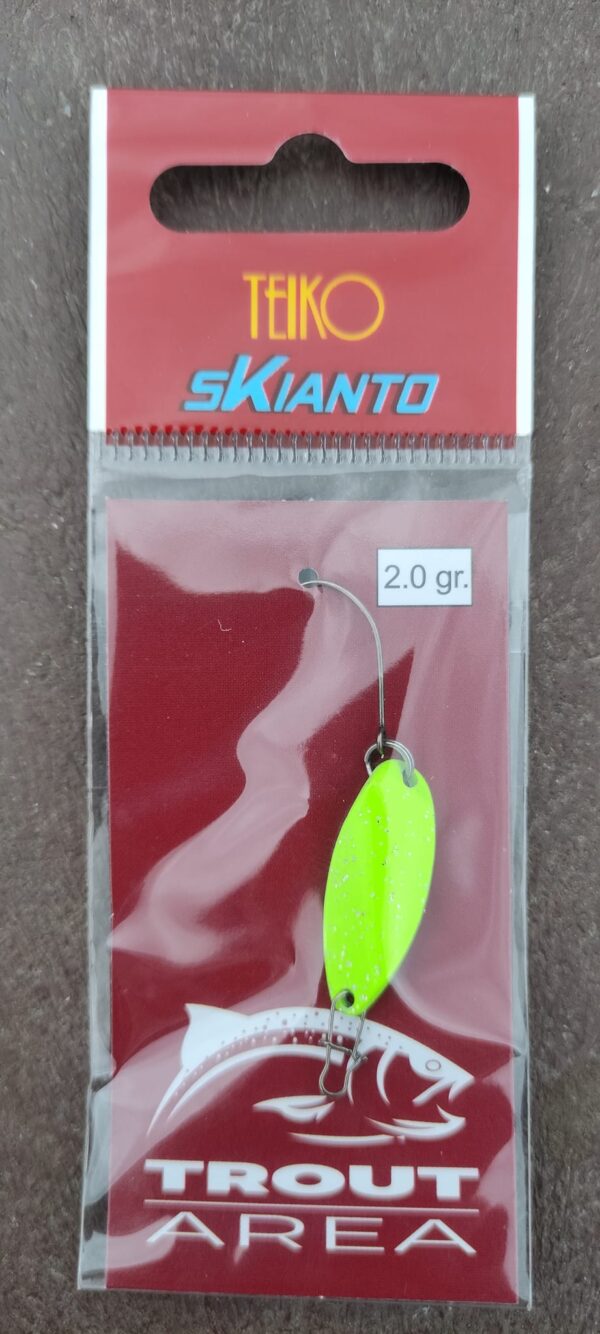 TEIKO
SKIANTO
2.0 gr.
TROUT
AREA